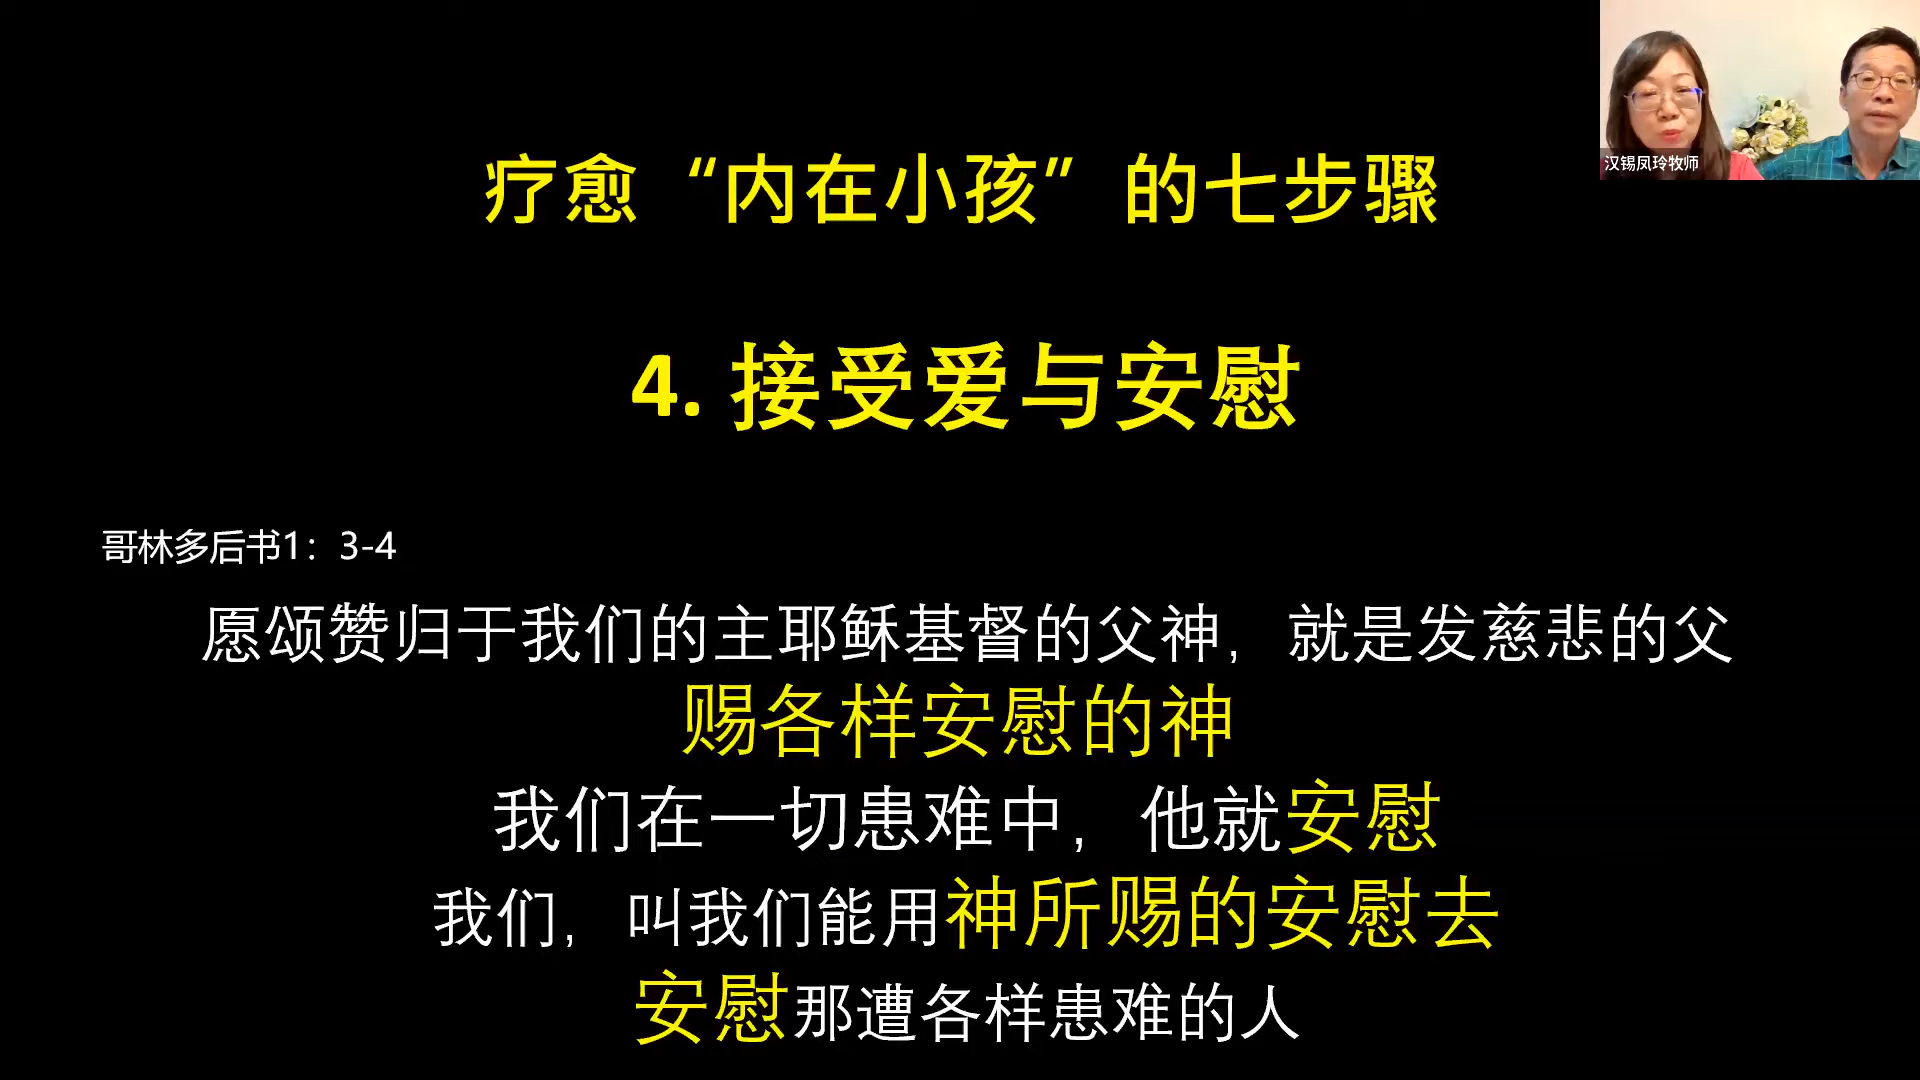 疗愈“内在小孩”的七步骤
汉锡凤玲牧师
4. 接受爱与安慰
哥林多后书1：3-4
愿颂赞归于我们的主耶稣基督的父神，就是发慈悲的父
赐各样安慰的神
我们在一切患难中，他就安慰
我们，叫我们能用神所赐的安慰去
安慰那遭各样患难的人